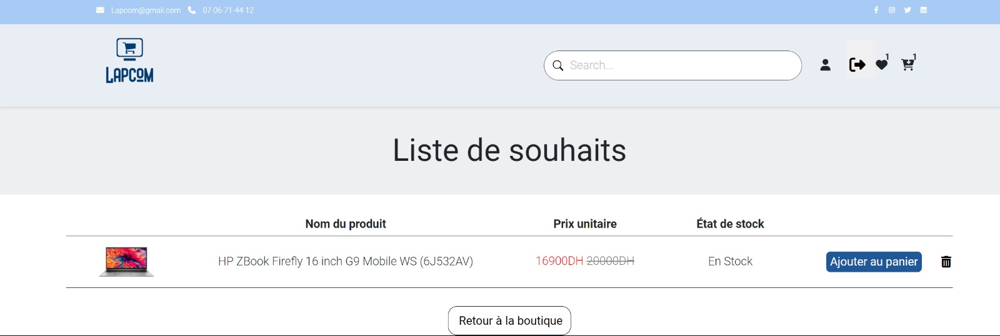 Lapcom@gmail.com 07-06-71-44-12
LAPCOM
Search...
1 1
Liste de souhaits
Nom du produit Prix unitaire État de stock
HP ZBook Firefly 16 inch G9 Mobile WS (6J532AV) 16900DH 20000DH En Stock Ajouter au panier
Retour à la boutique